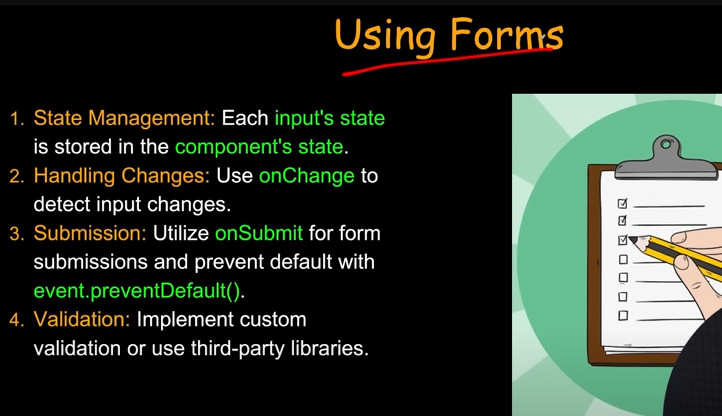 Using Forms
1. State Management: Each input's state
is stored in the component's state.
2. Handling Changes: Use onChange to
detect input changes.
3. Submission: Utilize onSubmit for form
submissions and prevent default with
event.preventDefault().
4. Validation: Implement custom
validation or use third-party libraries.